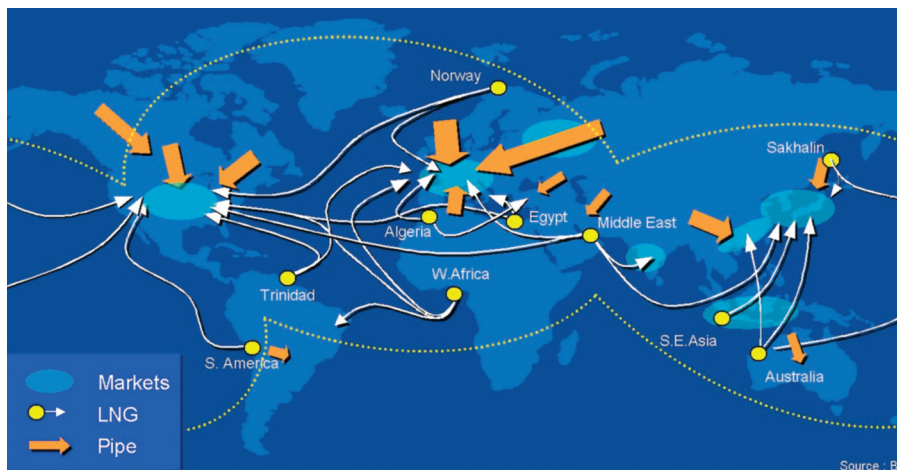 Norway
Sakhalin
Algeria
Egypt
Middle East
W.Africa
Trinidad
S.E.Asia
S. America
Australia
Markets
LNG
Pipe
Source : B